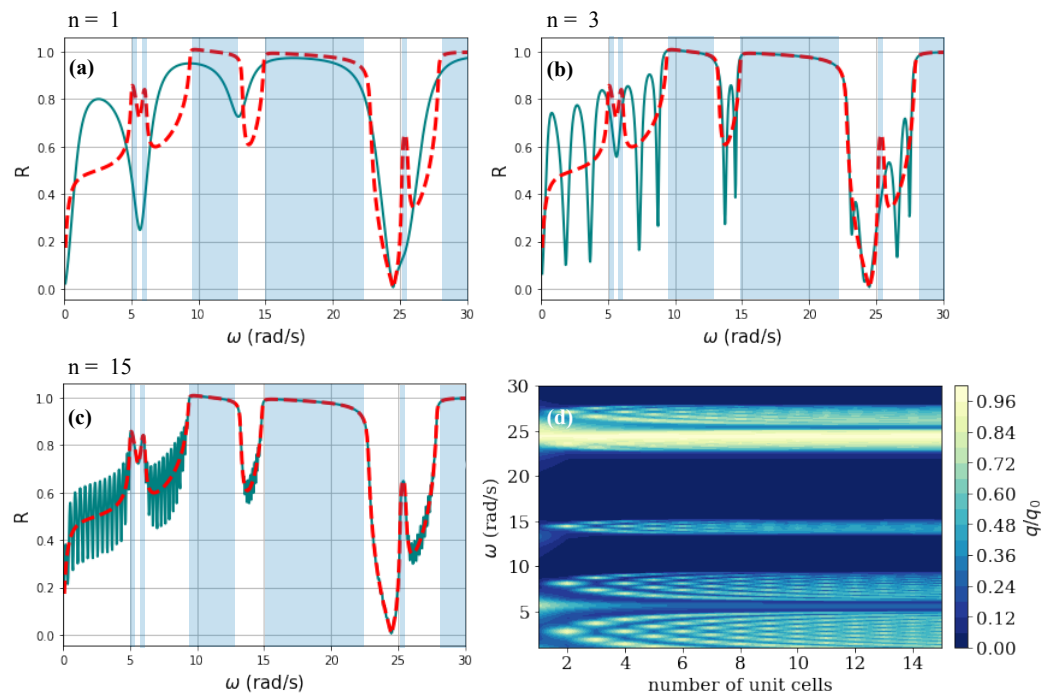 n = 1
n = 3
(a)
(b)
R
1.0
0.8
0.6
0.4
0.2
0.0
0 5 10 15 20 25 30
ω (rad/s)
R
1.0
0.8
0.6
0.4
0.2
0.0
0 5 10 15 20 25 30
ω (rad/s)
n = 15
(c)
(d)
R
1.0
0.8
0.6
0.4
0.2
0.0
0 5 10 15 20 25 30
ω (rad/s)
ω (rad/s)
30
25
20
15
10
5
2 4 6 8 10 12 14
number of unit cells
0.96
0.84
0.72
0.60
0.48
0.36
0.24
0.12
0.00
q/q0